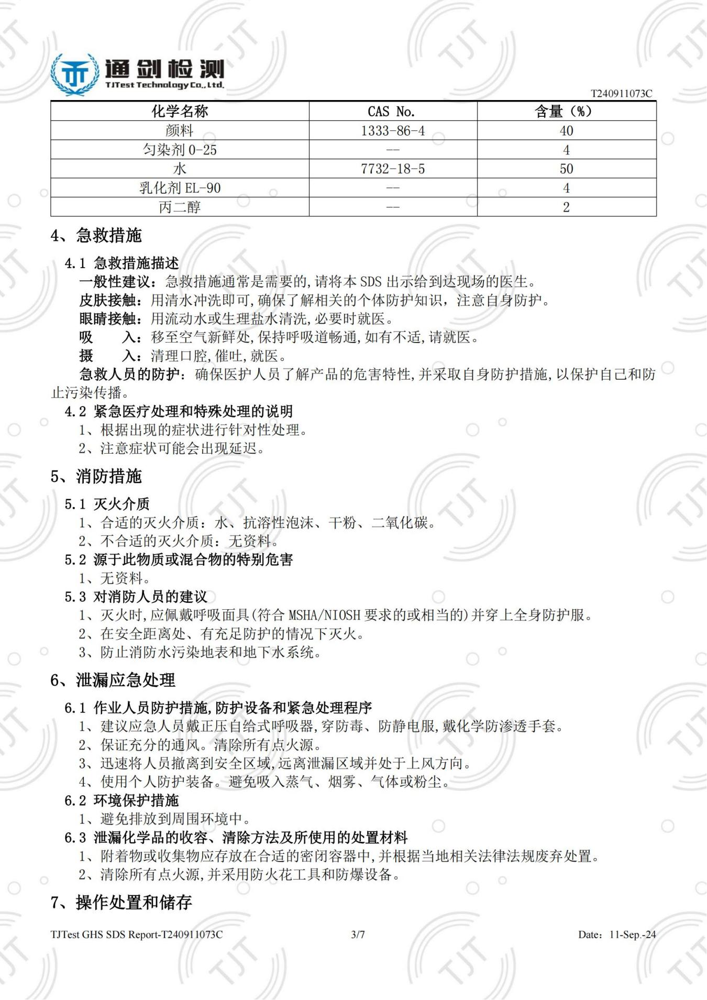 通剑检测
TJTest Technology Co., Ltd.
T240911073C
化学名称 CAS No. 含量（%）
颜料 1333-86-4 40
匀染剂 0-25 —— 4
水 7732-18-5 50
乳化剂 EL-90 —— 4
丙二醇 —— 2
4、急救措施
4.1 急救措施描述
一般性建议：急救措施通常是需要的,请将本 SDS 出示给到达现场的医生。
皮肤接触：用清水冲洗即可,确保了解相关的个体防护知识，注意自身防护。
眼睛接触：用流动水或生理盐水清洗,必要时就医。
吸 入：移至空气新鲜处,保持呼吸道畅通,如有不适,请就医。
摄 入：清理口腔,催吐,就医。
急救人员的防护：确保医护人员了解产品的危害特性,并采取自身防护措施,以保护自己和防
止污染传播。
4.2 紧急医疗处理和特殊处理的说明
1、根据出现的症状进行针对性处理。
2、注意症状可能会出现延迟。
5、消防措施
5.1 灭火介质
1、合适的灭火介质：水、抗溶性泡沫、干粉、二氧化碳。
2、不合适的灭火介质：无资料。
5.2 源于此物质或混合物的特别危害
1、无资料。
5.3 对消防人员的建议
1、灭火时,应佩戴呼吸面具(符合 MSHA/NIOSH 要求的或相当的)并穿上全身防护服。
2、在安全距离处、有充足防护的情况下灭火。
3、防止消防水污染地表和地下水系统。
6、泄漏应急处理
6.1 作业人员防护措施,防护设备和紧急处理程序
1、建议应急人员戴正压自给式呼吸器,穿防毒、防静电服,戴化学防渗透手套。
2、保证充分的通风。清除所有点火源。
3、迅速将人员撤离到安全区域,远离泄漏区域并处于上风方向。
4、使用个人防护装备。避免吸入蒸气、烟雾、气体或粉尘。
6.2 环境保护措施
1、避免排放到周围环境中。
6.3 泄漏化学品的收容、清除方法及所使用的处置材料
1、附着物或收集物应存放在合适的密闭容器中,并根据当地相关法律法规废弃处置。
2、清除所有点火源,并采用防火花工具和防爆设备。
7、操作处置和储存
TJTest GHS SDS Report-T240911073C 3/7 Date：11-Sep.-24